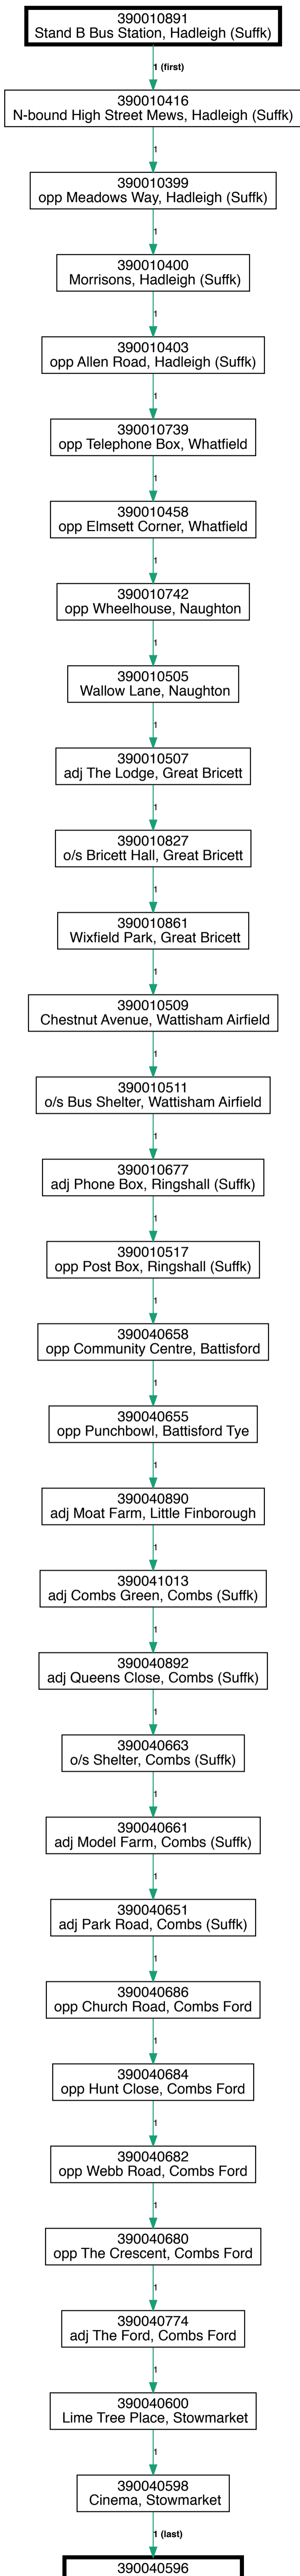 390010891
Stand B Bus Station, Hadleigh (Suffk)
1 (first)
390010416
N-bound High Street Mews, Hadleigh (Suffk)
1
390010399
opp Meadows Way, Hadleigh (Suffk)
1
390010400
Morrisons, Hadleigh (Suffk)
1
390010403
opp Allen Road, Hadleigh (Suffk)
1
390010739
opp Telephone Box, Whatfield
1
390010458
opp Elmsett Corner, Whatfield
1
390010742
opp Wheelhouse, Naughton
1
390010505
Wallow Lane, Naughton
1
390010507
adj The Lodge, Great Bricett
1
390010827
o/s Bricett Hall, Great Bricett
1
390010861
Wixfield Park, Great Bricett
1
390010509
Chestnut Avenue, Wattisham Airfield
1
390010511
o/s Bus Shelter, Wattisham Airfield
1
390010677
adj Phone Box, Ringshall (Suffk)
1
390010517
opp Post Box, Ringshall (Suffk)
1
390040658
opp Community Centre, Battisford
1
390040655
opp Punchbowl, Battisford Tye
1
390040890
adj Moat Farm, Little Finborough
1
390041013
adj Combs Green, Combs (Suffk)
1
390040892
adj Queens Close, Combs (Suffk)
1
390040663
o/s Shelter, Combs (Suffk)
1
390040661
adj Model Farm, Combs (Suffk)
1
390040651
adj Park Road, Combs (Suffk)
1
390040686
opp Church Road, Combs Ford
1
390040684
opp Hunt Close, Combs Ford
1
390040682
opp Webb Road, Combs Ford
1
390040680
opp The Crescent, Combs Ford
1
390040774
adj The Ford, Combs Ford
1
390040600
Lime Tree Place, Stowmarket
1
390040598
Cinema, Stowmarket
1 (last)
390040596